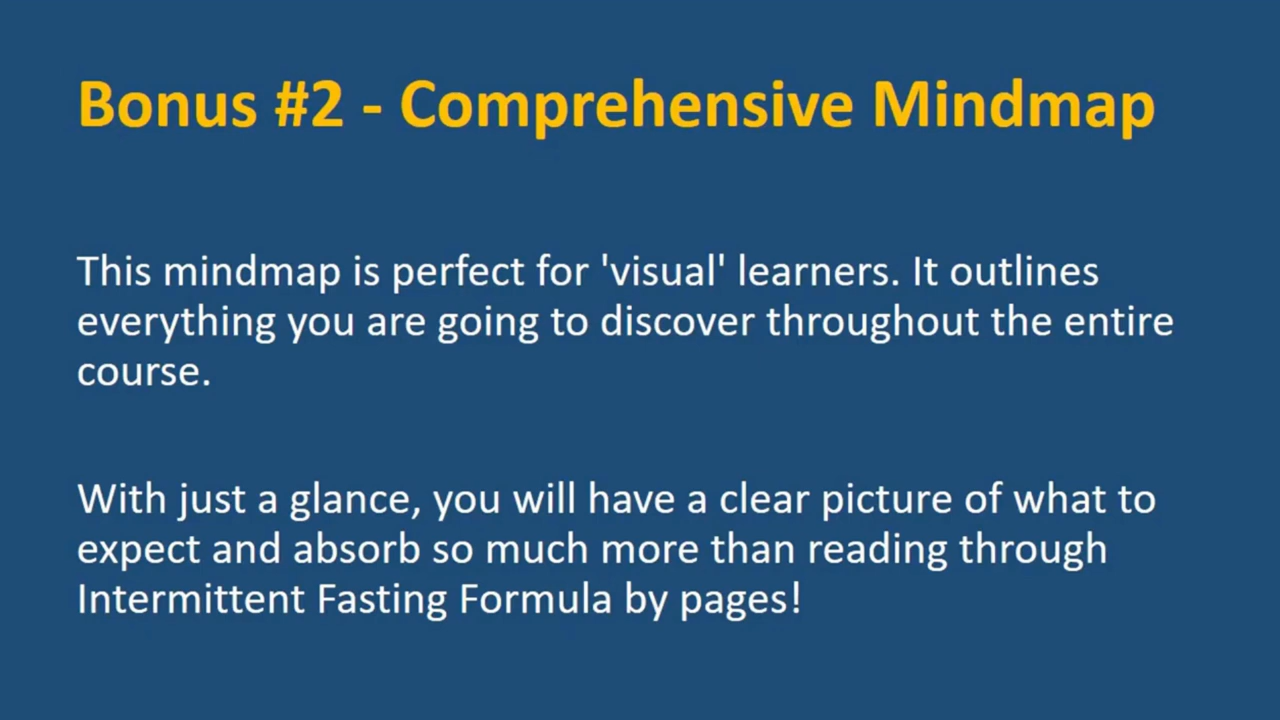 Bonus #2 - Comprehensive Mindmap
This mindmap is perfect for 'visual' learners. It outlines
everything you are going to discover throughout the entire
course.
With just a glance, you will have a clear picture of what to
expect and absorb so much more than reading through
Intermittent Fasting Formula by pages!